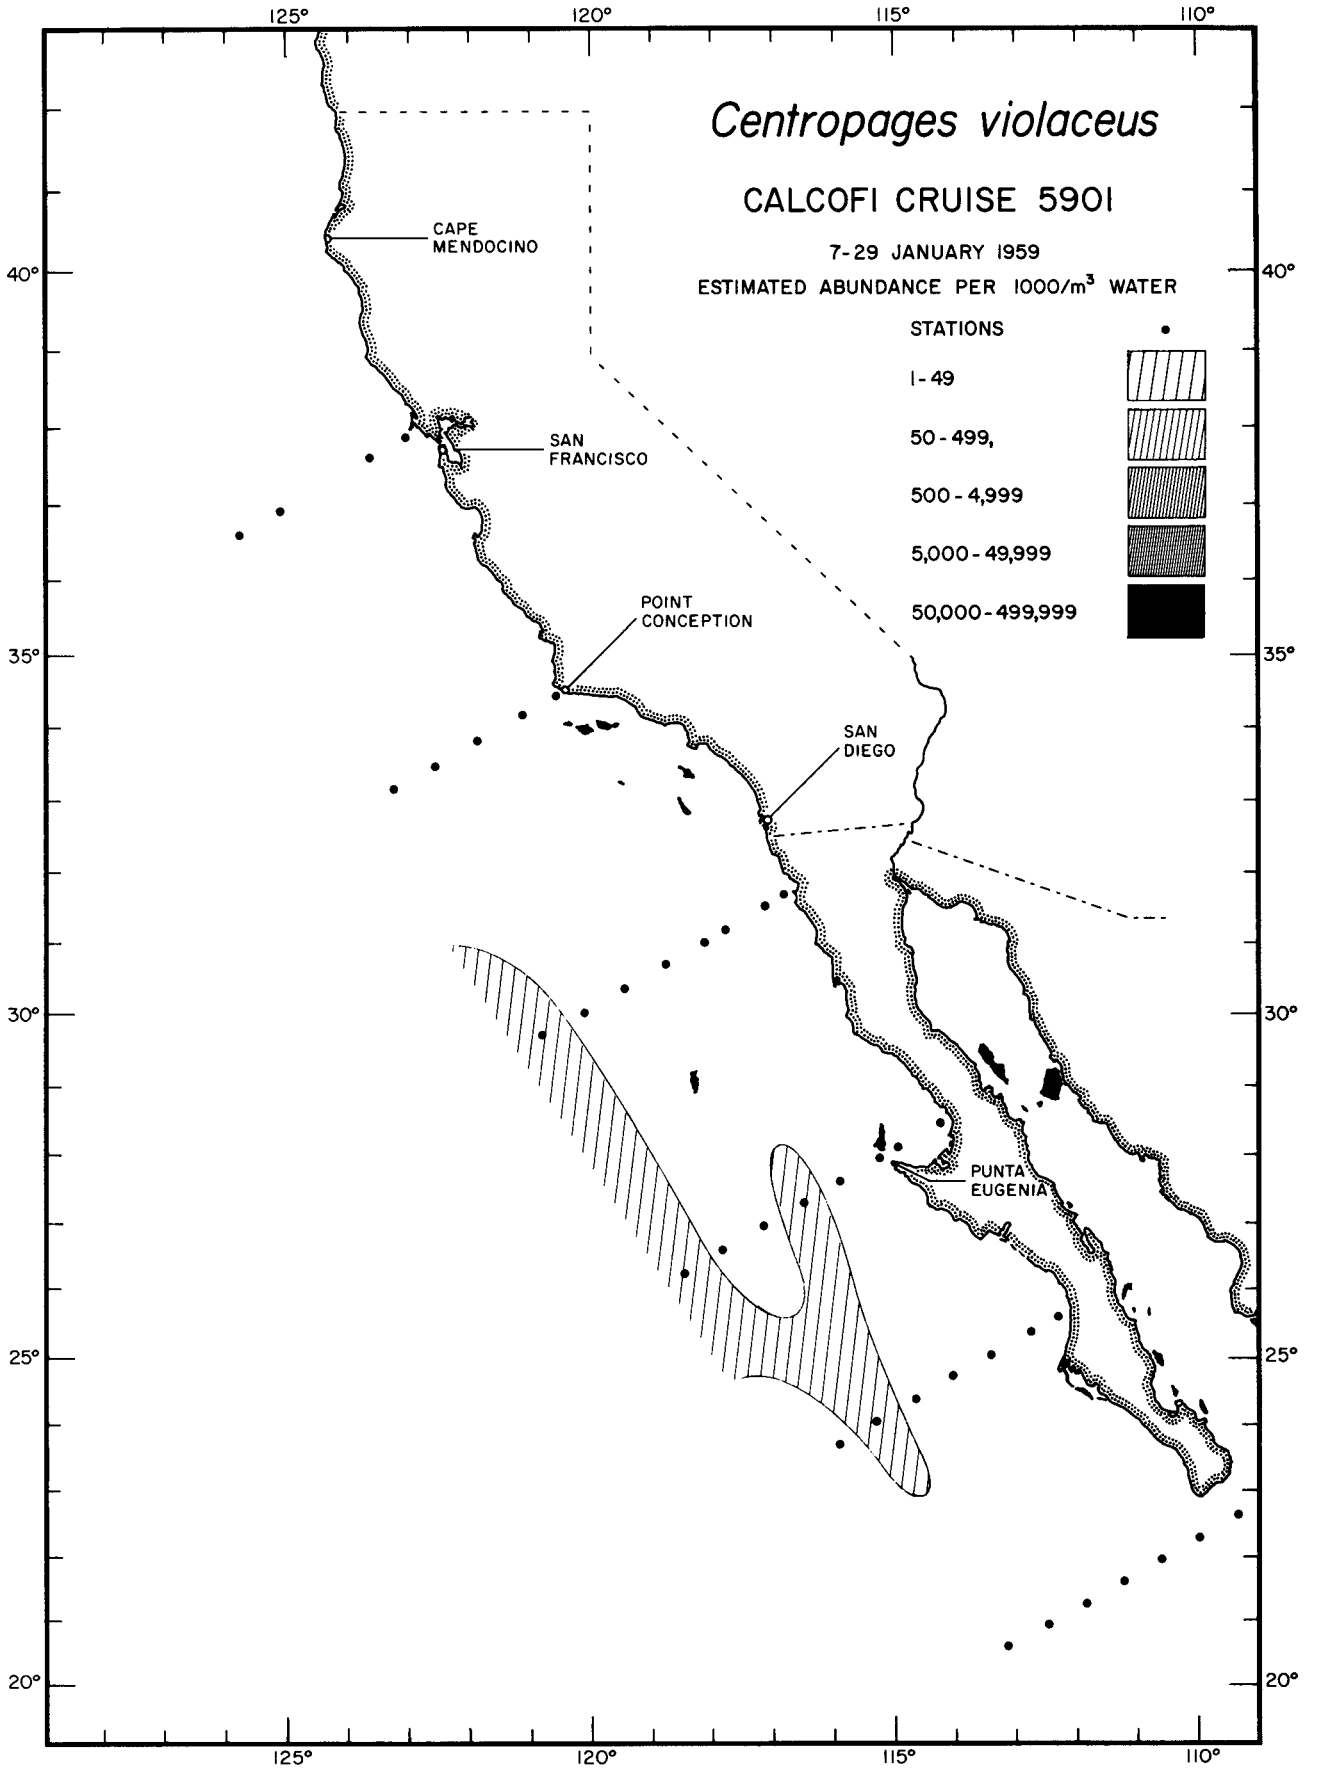 125° 120° 115° 110°
Centropages violaceus
CALCOFI CRUISE 5901
7-29 JANUARY 1959
ESTIMATED ABUNDANCE PER 1000/m³ WATER
STATIONS
1-49
50-499,
500-4,999
5,000-49,999
50,000-499,999
CAPE
MENDOCINO
40° 40°
SAN
FRANCISCO
POINT
CONCEPTION
35° 35°
SAN
DIEGO
30° 30°
PUNTA
EUGENIA
25° 25°
20° 20°
125° 120° 115° 110°